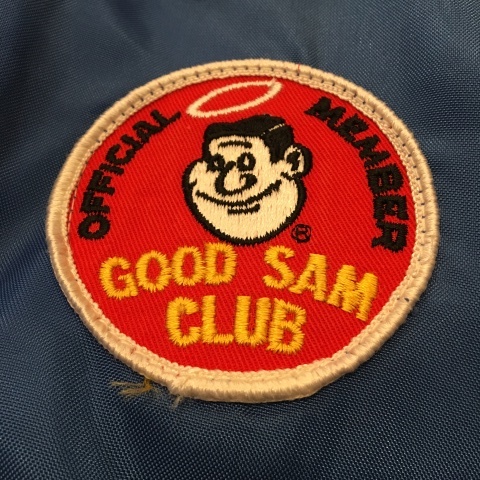 OFFICIAL MEMBER
GOOD SAM
CLUB
®